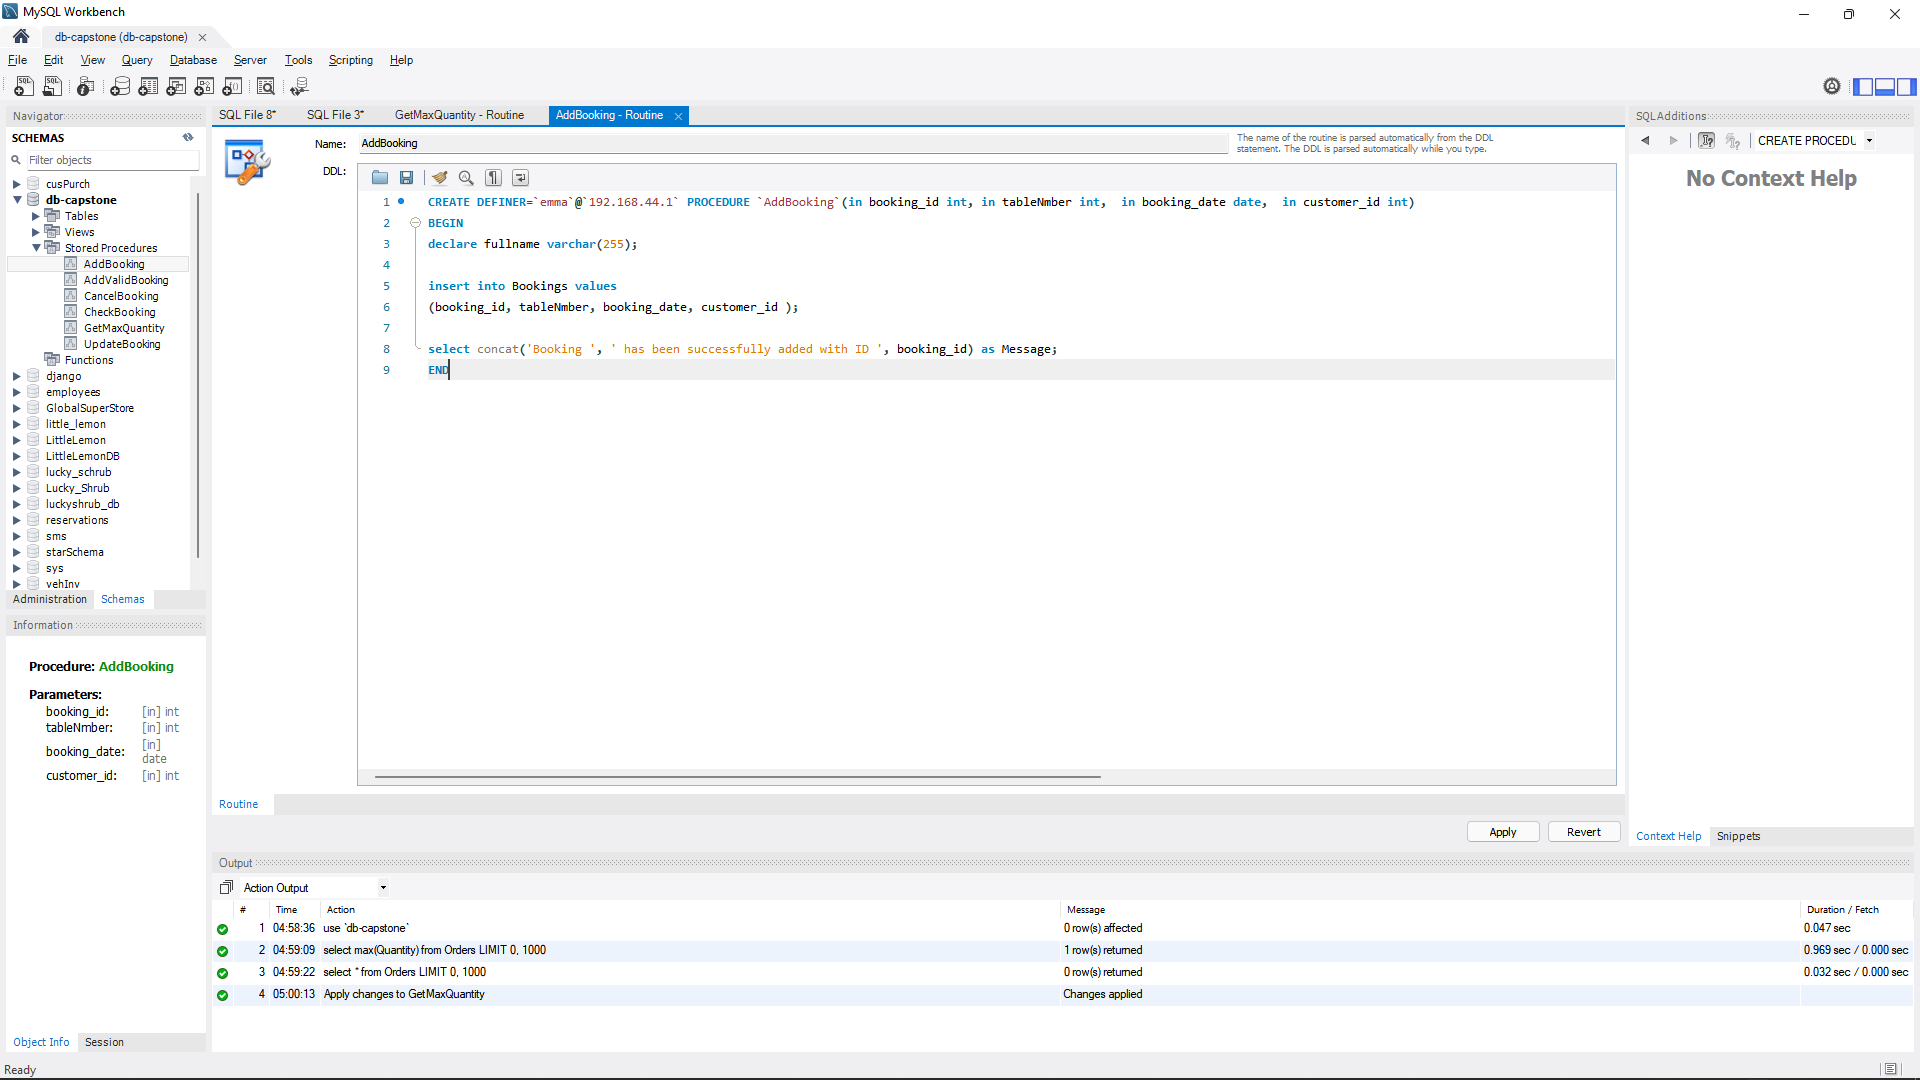 MySQL Workbench
db-capstone (db-capstone)
File Edit View Query Database Server Tools Scripting Help
Navigator
SCHEMAS
Filter objects
cusPurch
db-capstone
Tables
Views
Stored Procedures
AddBooking
AddValidBooking
CancelBooking
CheckBooking
GetMaxQuantity
UpdateBooking
Functions
django
employees
GlobalSuperStore
little_lemon
LittleLemon
LittleLemonDB
lucky_schrub
Lucky_Shrub
luckyshrub_db
reservations
sms
starSchema
sys
vehInv
Administration Schemas
Information
Procedure: AddBooking
Parameters:
booking_id: [in] int
tableNmber: [in] int
booking_date: [in] date
customer_id: [in] int
Object Info Session
Ready
SQL File 8* SQL File 3* GetMaxQuantity - Routine AddBooking - Routine
Name: AddBooking
The name of the routine is parsed automatically from the DDL
statement. The DDL is parsed automatically while you type.
DDL:
1 CREATE DEFINER=`emma`@`192.168.44.1` PROCEDURE `AddBooking`(in booking_id int, in tableNmber int,  in booking_date date,  in customer_id int)
2 BEGIN
3 declare fullname varchar(255);
4
5 insert into Bookings values
6 (booking_id, tableNmber, booking_date, customer_id );
7
8 select concat('Booking ', ' has been successfully added with ID ', booking_id) as Message;
9 END
Routine
Apply Revert
Output
Action Output
# Time Action Message Duration / Fetch
1 04:58:36 use `db-capstone` 0 row(s) affected 0.047 sec
2 04:59:09 select max(Quantity) from Orders LIMIT 0, 1000 1 row(s) returned 0.969 sec / 0.000 sec
3 04:59:22 select * from Orders LIMIT 0, 1000 0 row(s) returned 0.032 sec / 0.000 sec
4 05:00:13 Apply changes to GetMaxQuantity Changes applied
SQLAdditions
CREATE PROCEDU
No Context Help
Context Help Snippets